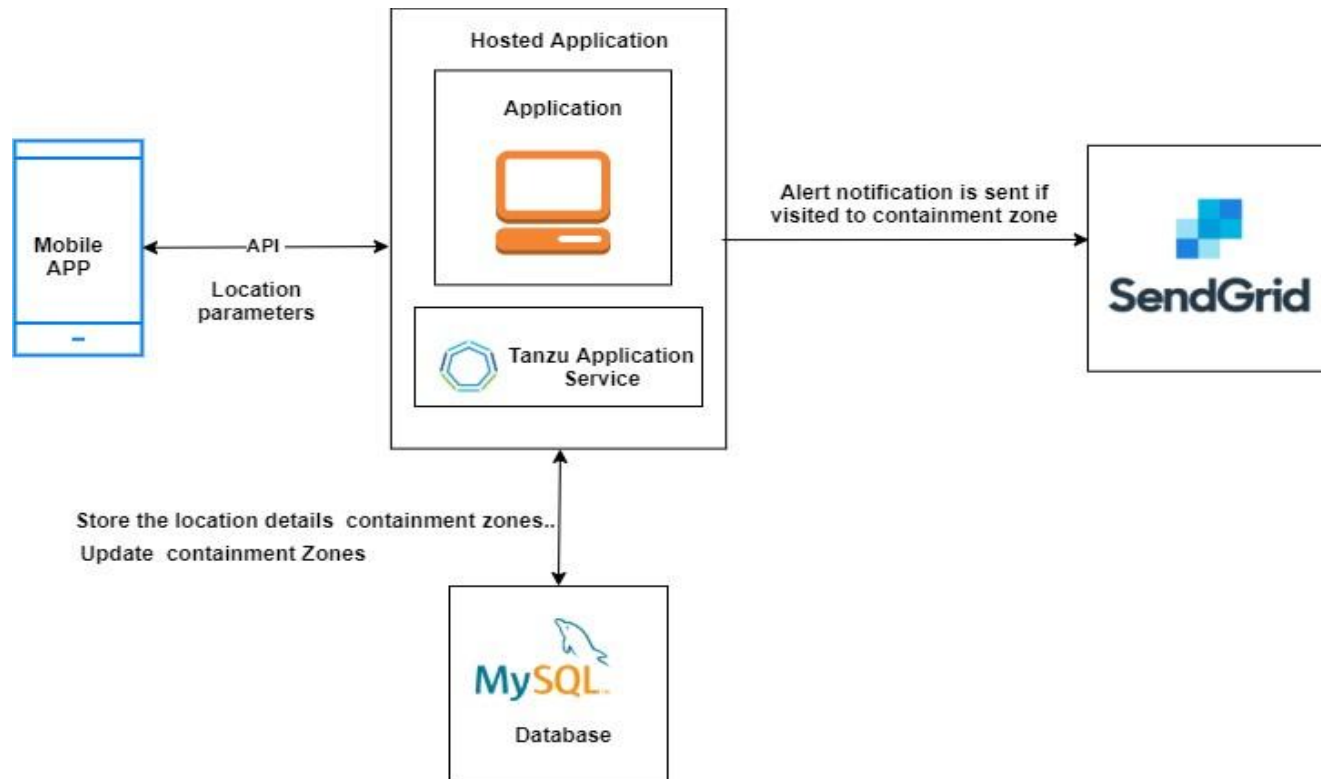 Hosted Application
Application
Mobile
APP
API
Location
parameters
Tanzu Application
Service
Alert notification is sent if
visited to containment zone
SendGrid
Store the location details  containment zones..
Update  containment Zones
MySQL
Database